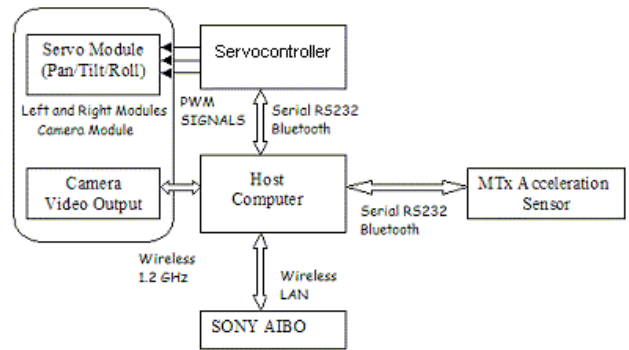 Servo Module
(Pan/Tilt/Roll)
Servocontroller
Left and Right Modules
Camera Module
PWM
SIGNALS
Serial RS232
Bluetooth
Camera
Video Output
Host
Computer
MTx Acceleration
Sensor
Serial RS232
Bluetooth
Wireless
1.2 GHz
Wireless
LAN
SONY AIBO